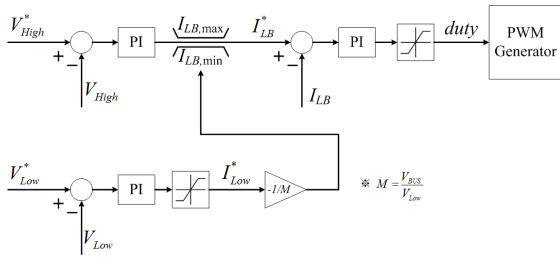 V*High
+
−
VHigh
PI
ILB,max
ILB,min
I*LB
+
−
ILB
PI
duty
PWM
Generator
V*Low
+
−
VLow
PI
I*Low
-1/M
※ M = VBUS / VLow